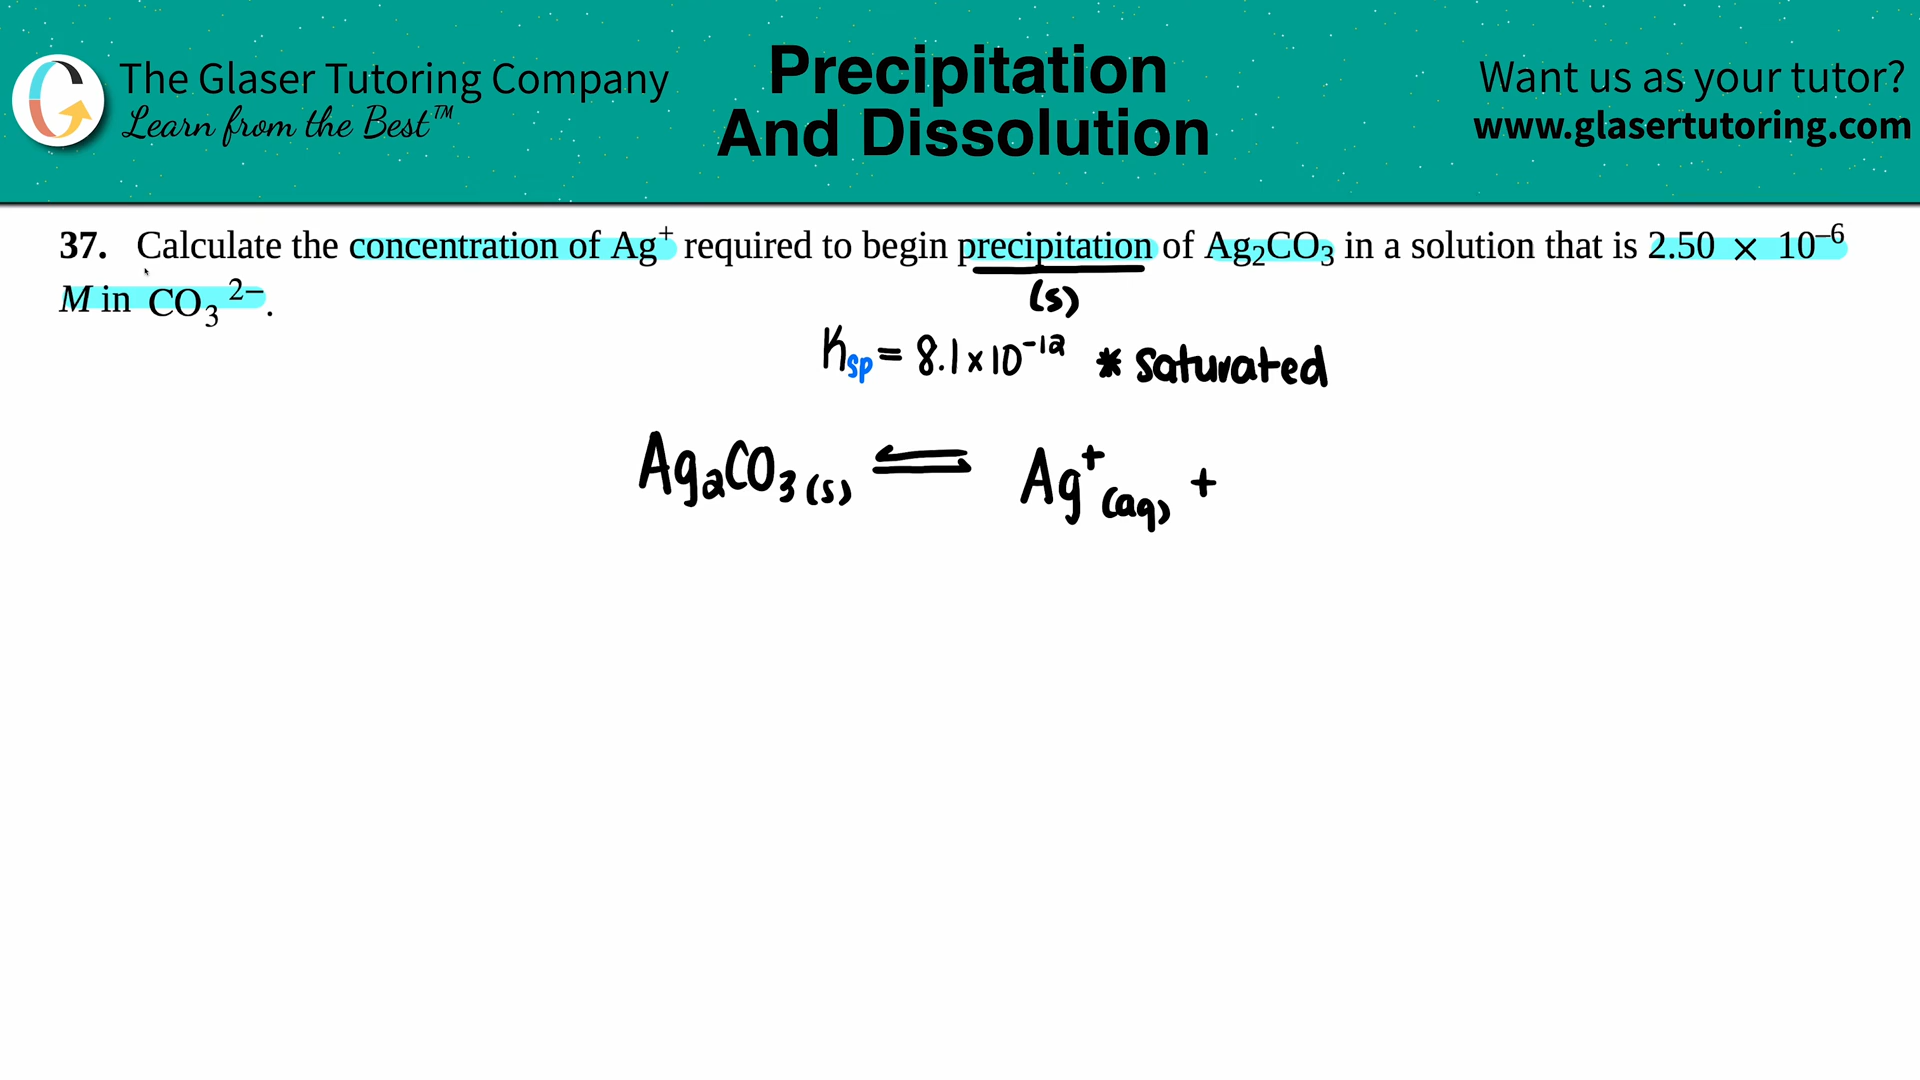 The Glaser Tutoring Company
Learn from the Best™
Precipitation
And Dissolution
Want us as your tutor?
www.glasertutoring.com
37. Calculate the concentration of Ag⁺ required to begin precipitation of Ag₂CO₃ in a solution that is 2.50 × 10⁻⁶
M in CO₃²⁻.
(s)
Ksp = 8.1×10⁻¹² * saturated
Ag₂CO₃(s) ⇌ Ag⁺(aq) +